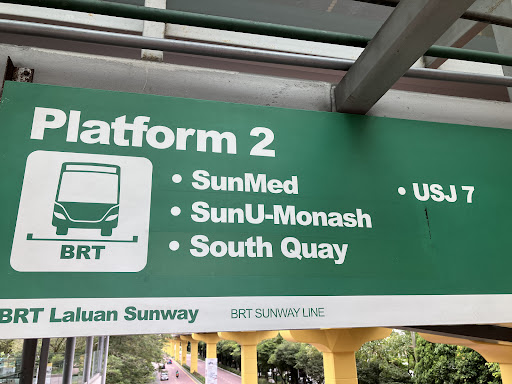 Platform 2
• SunMed
• SunU-Monash
• South Quay
• USJ 7
BRT
BRT Laluan Sunway
BRT SUNWAY LINE